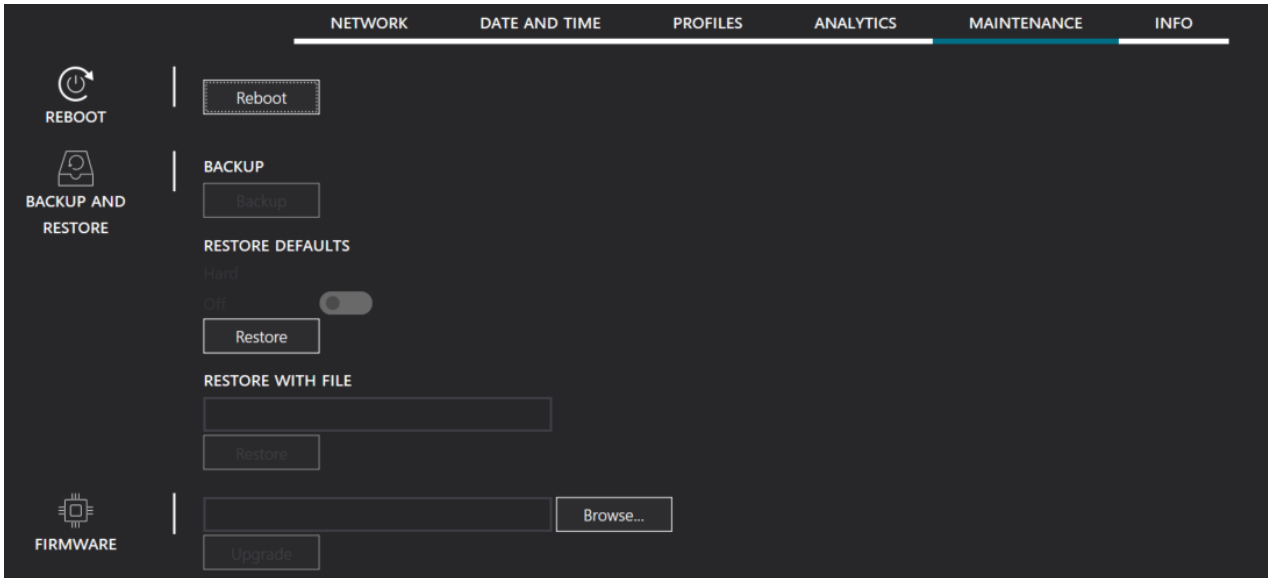 NETWORK DATE AND TIME PROFILES ANALYTICS MAINTENANCE INFO
REBOOT
Reboot
BACKUP AND
RESTORE
BACKUP
Backup
RESTORE DEFAULTS
Hard
Off
Restore
RESTORE WITH FILE
Restore
FIRMWARE
Browse...
Upgrade